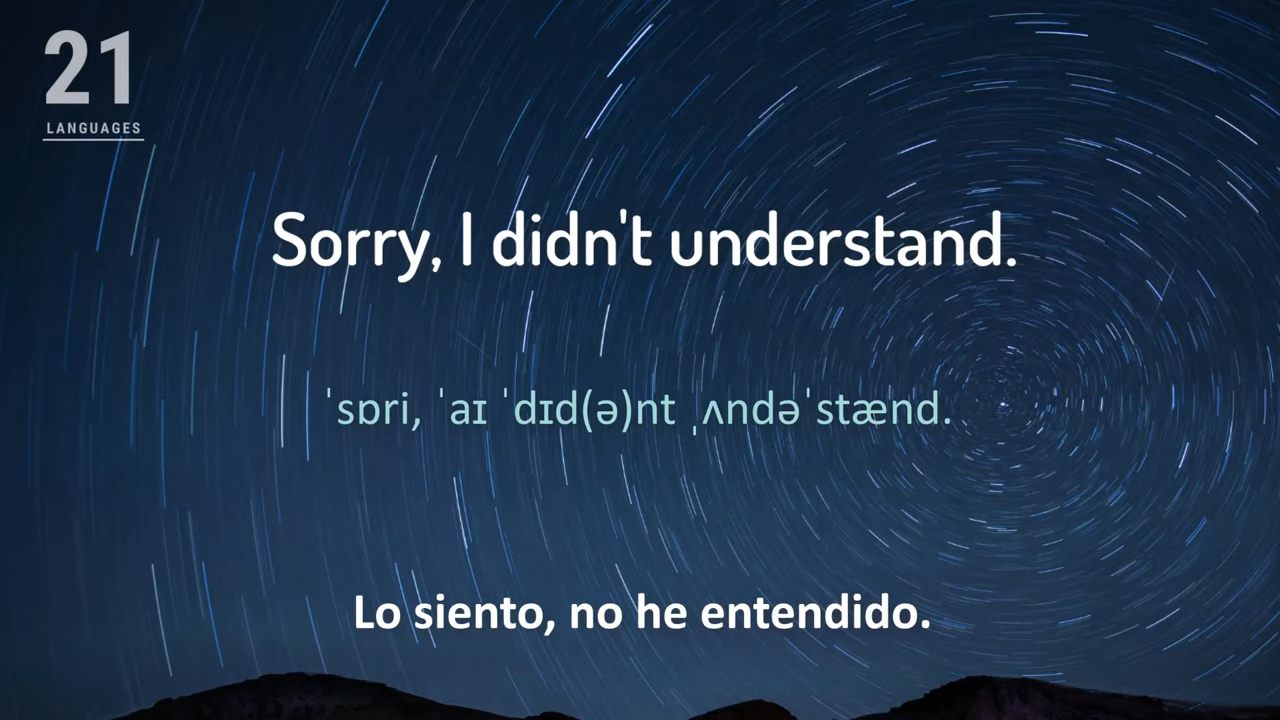 21
LANGUAGES
Sorry, I didn't understand.
ˈsɒri, ˈaɪ ˈdɪd(ə)nt ˌʌndəˈstænd.
Lo siento, no he entendido.